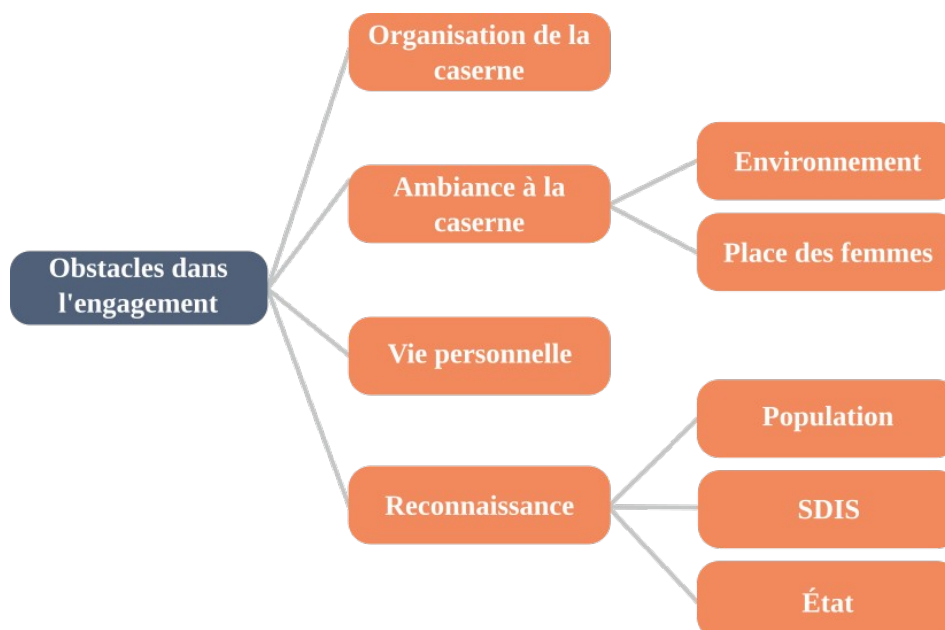 Organisation de la
caserne
Environnement
Ambiance à la
caserne
Place des femmes
Obstacles dans
l'engagement
Vie personnelle
Population
Reconnaissance
SDIS
État